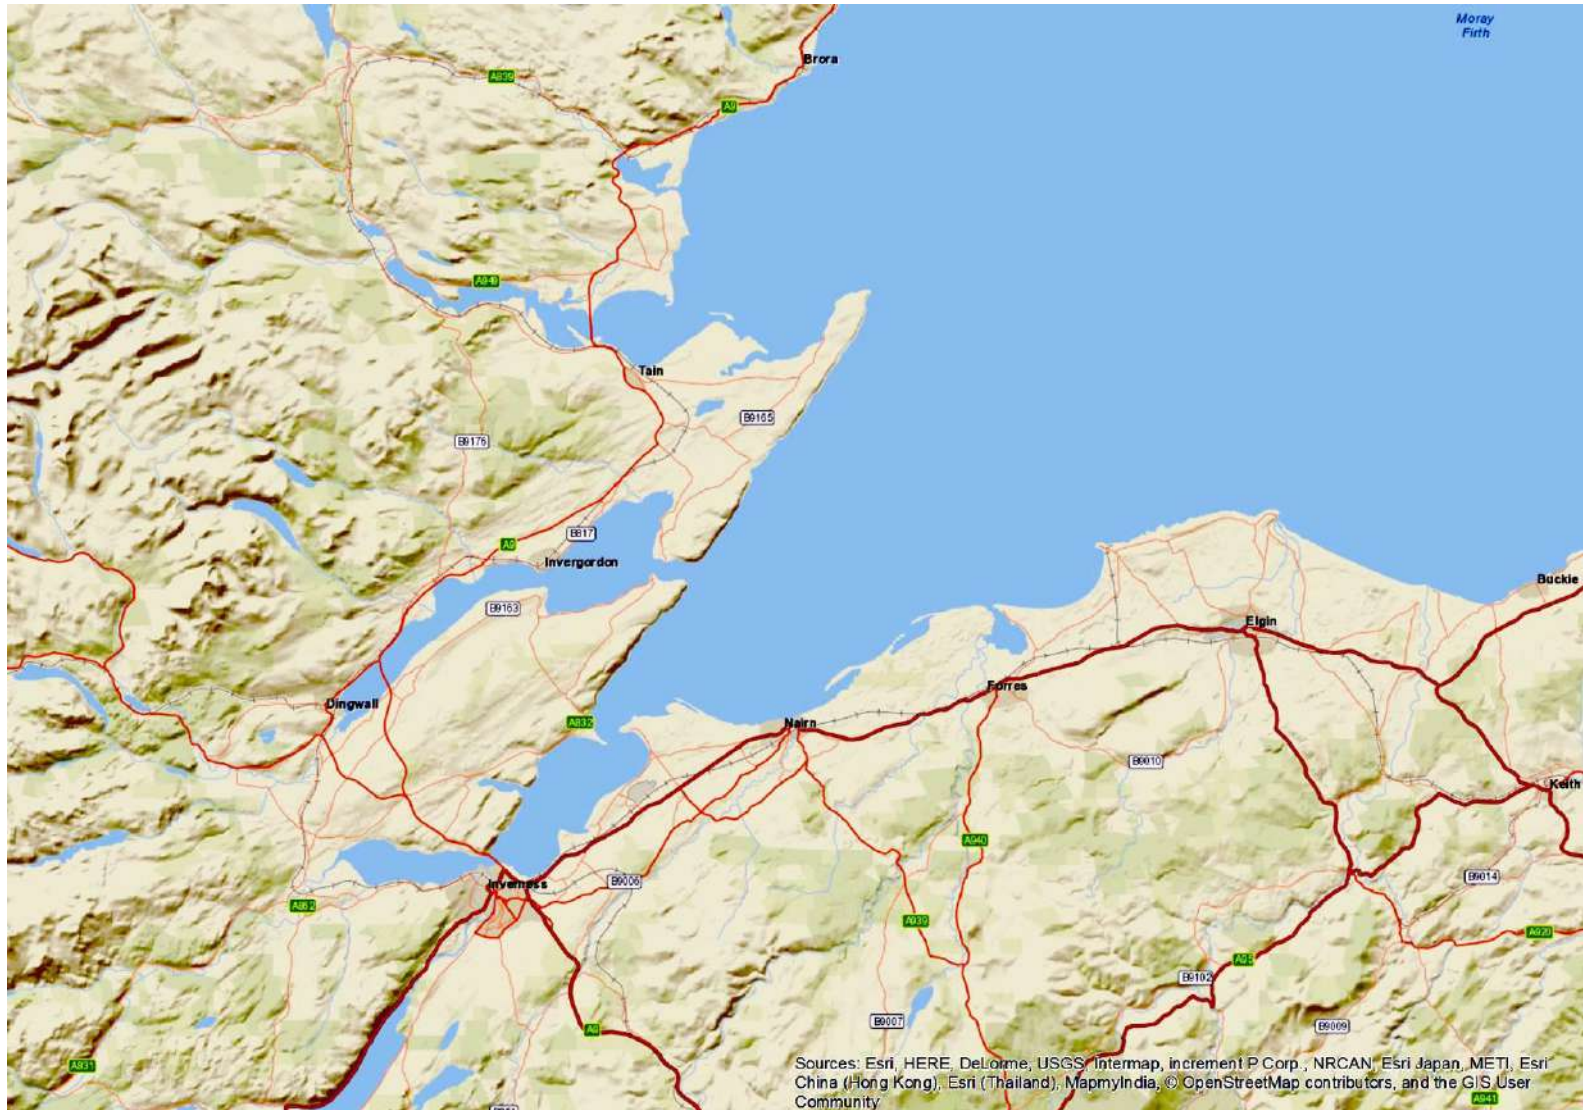 Moray
Firth
Brora
A839
A9
A949
Tain
B9165
B9176
B817
A9
Invergordon
Buckie
B9163
Elgin
Forres
Dingwall
A832
Nairn
B9010
Keith
A940
Inverness
B9006
B9014
A862
A939
A920
A95
B9102
B9007
B9009
A9
A831
Sources: Esri, HERE, DeLorme, USGS, Intermap, increment P Corp., NRCAN, Esri Japan, METI, Esri
China (Hong Kong), Esri (Thailand), MapmyIndia, © OpenStreetMap contributors, and the GIS User
Community
A941